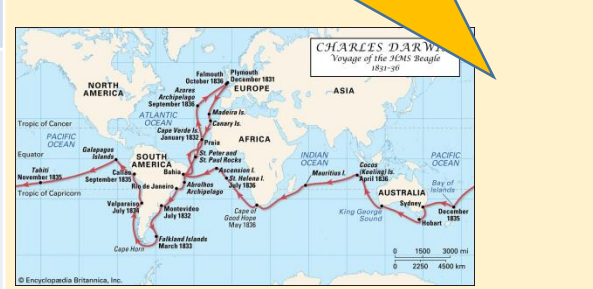 CHARLES DARW
Voyage of the HMS Beagle
1831-36
Falmouth
October 1836
Plymouth
December 1831
NORTH
AMERICA
EUROPE
ASIA
Azores
Archipelago
September 1836
Madeira Is.
Canary Is.
ATLANTIC
OCEAN
Tropic of Cancer
PACIFIC
OCEAN
Cape Verde Is.
January 1832
Praia
AFRICA
Equator
Galapagos
Islands
St. Peter and
St. Paul Rocks
SOUTH
AMERICA
INDIAN
OCEAN
PACIFIC
OCEAN
Tahiti
November 1835
Callao
September 1835
Bahia
Ascension I.
St. Helena I.
July 1836
Mauritius I.
Cocos
(Keeling) Is.
April 1836
Tropic of Capricorn
Rio de Janeiro
Abrolhos
Archipelago
AUSTRALIA
Bay of
Islands
Valparaiso
July 1834
Montevideo
July 1832
Cape of
Good Hope
May 1836
King George
Sound
Sydney
Hobart
December
1835
Falkland Islands
March 1833
Cape Horn
0 1500 3000 mi
0 2250 4500 km
© Encyclopædia Britannica, Inc.